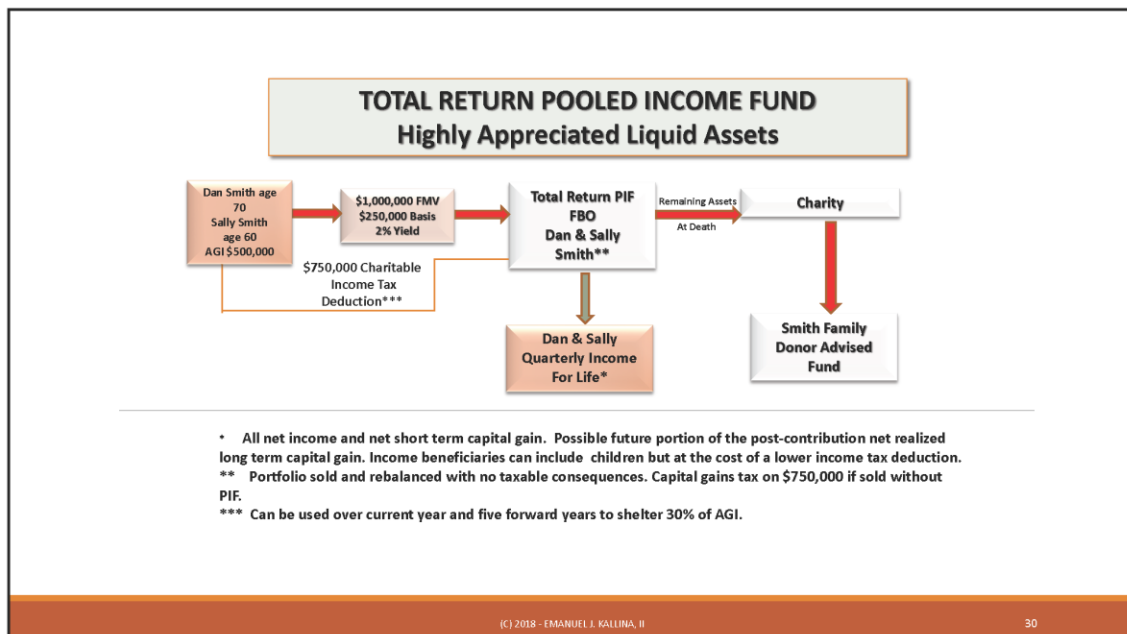 TOTAL RETURN POOLED INCOME FUND
Highly Appreciated Liquid Assets
Dan Smith age
70
Sally Smith
age 60
AGI $500,000
$1,000,000 FMV
$250,000 Basis
2% Yield
Total Return PIF
FBO
Dan & Sally
Smith**
Remaining Assets
At Death
Charity
$750,000 Charitable
Income Tax
Deduction***
Dan & Sally
Quarterly Income
For Life*
Smith Family
Donor Advised
Fund
* All net income and net short term capital gain. Possible future portion of the post-contribution net realized
long term capital gain. Income beneficiaries can include children but at the cost of a lower income tax deduction.
** Portfolio sold and rebalanced with no taxable consequences. Capital gains tax on $750,000 if sold without
PIF.
*** Can be used over current year and five forward years to shelter 30% of AGI.
(C) 2018 - EMANUEL J. KALLINA, II
30